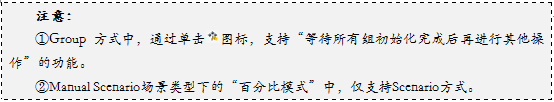 注意：
①Group 方式中，通过单击图标，支持“等待所有组初始化完成后再进行其他操
作”的功能。
②Manual Scenario场景类型下的“百分比模式”中，仅支持Scenario方式。